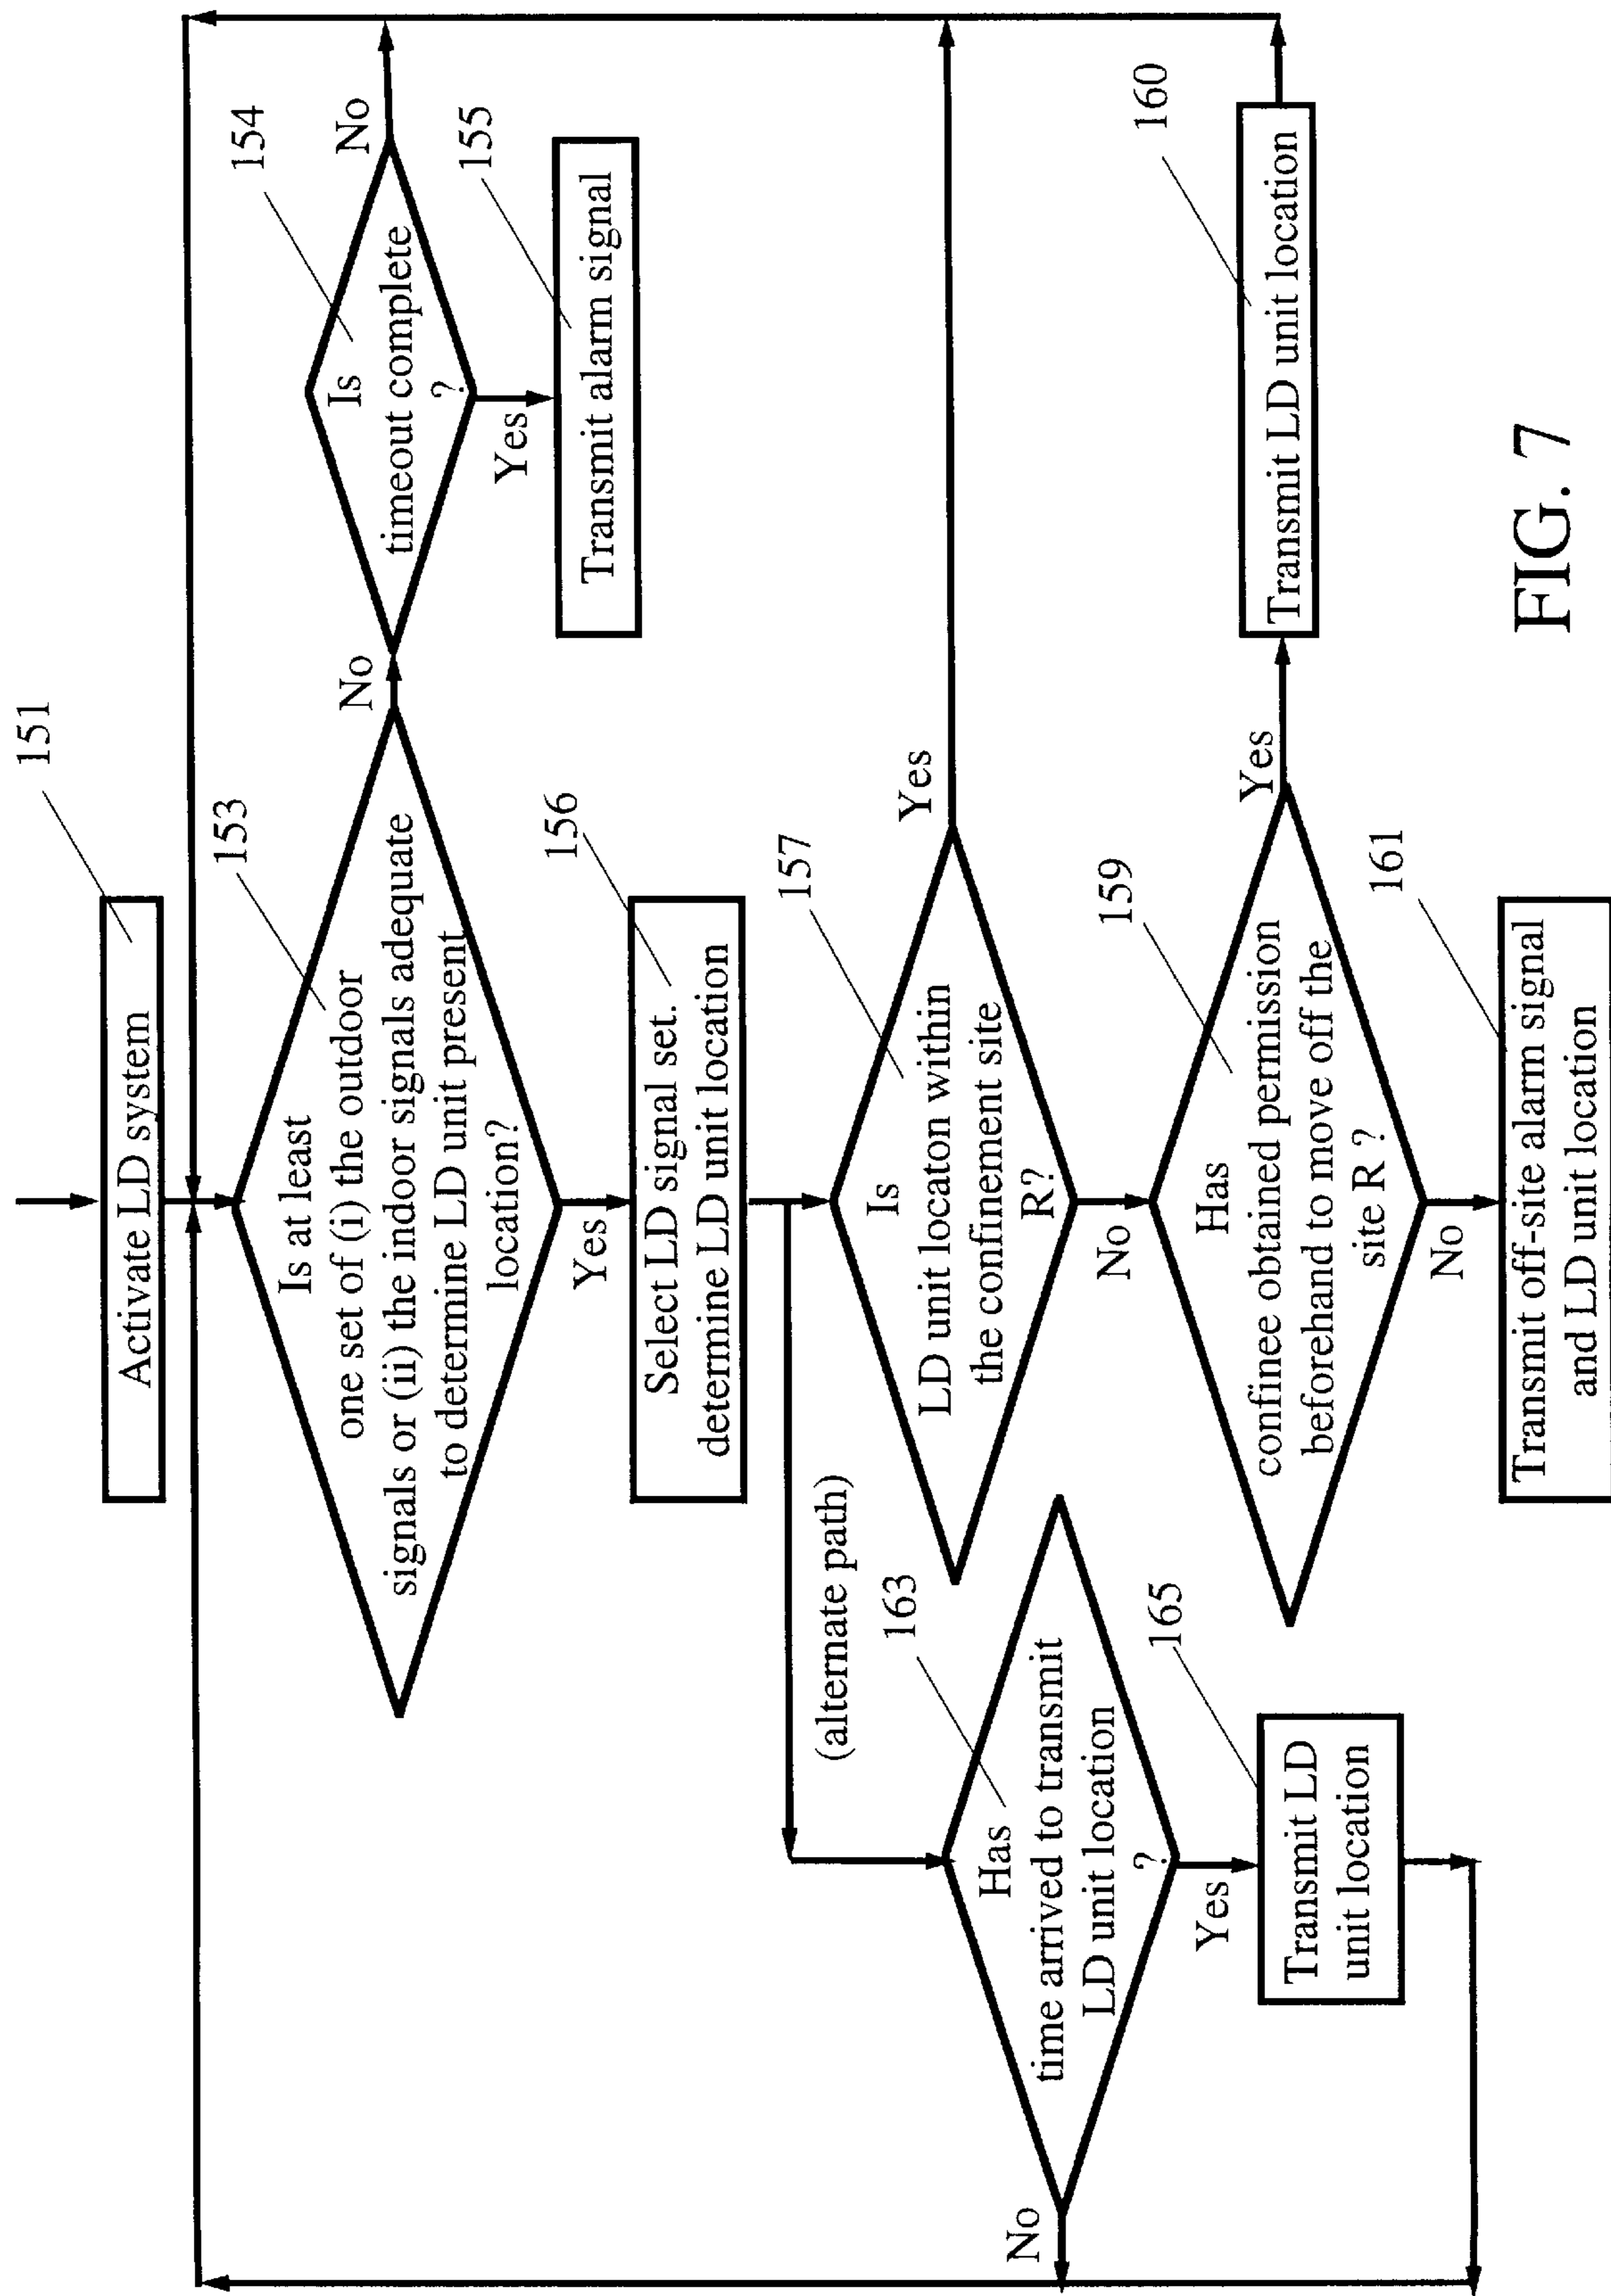 151
Activate LD system
153
Is at least
one set of (i) the outdoor
signals or (ii) the indoor signals adequate
to determine LD unit present
location?
No
Yes
154
Is
timeout complete
?
No
Yes
155
Transmit alarm signal
156
Select LD signal set.
determine LD unit location
(alternate path)
157
Is
LD unit locaton within
the confinement site
R?
Yes
No
159
Has
confinee obtained permission
beforehand to move off the
site R ?
Yes
No
160
Transmit LD unit location
161
Transmit off-site alarm signal
and LD unit location
163
Has
time arrived to transmit
LD unit location
?
No
Yes
165
Transmit LD
unit location
FIG. 7